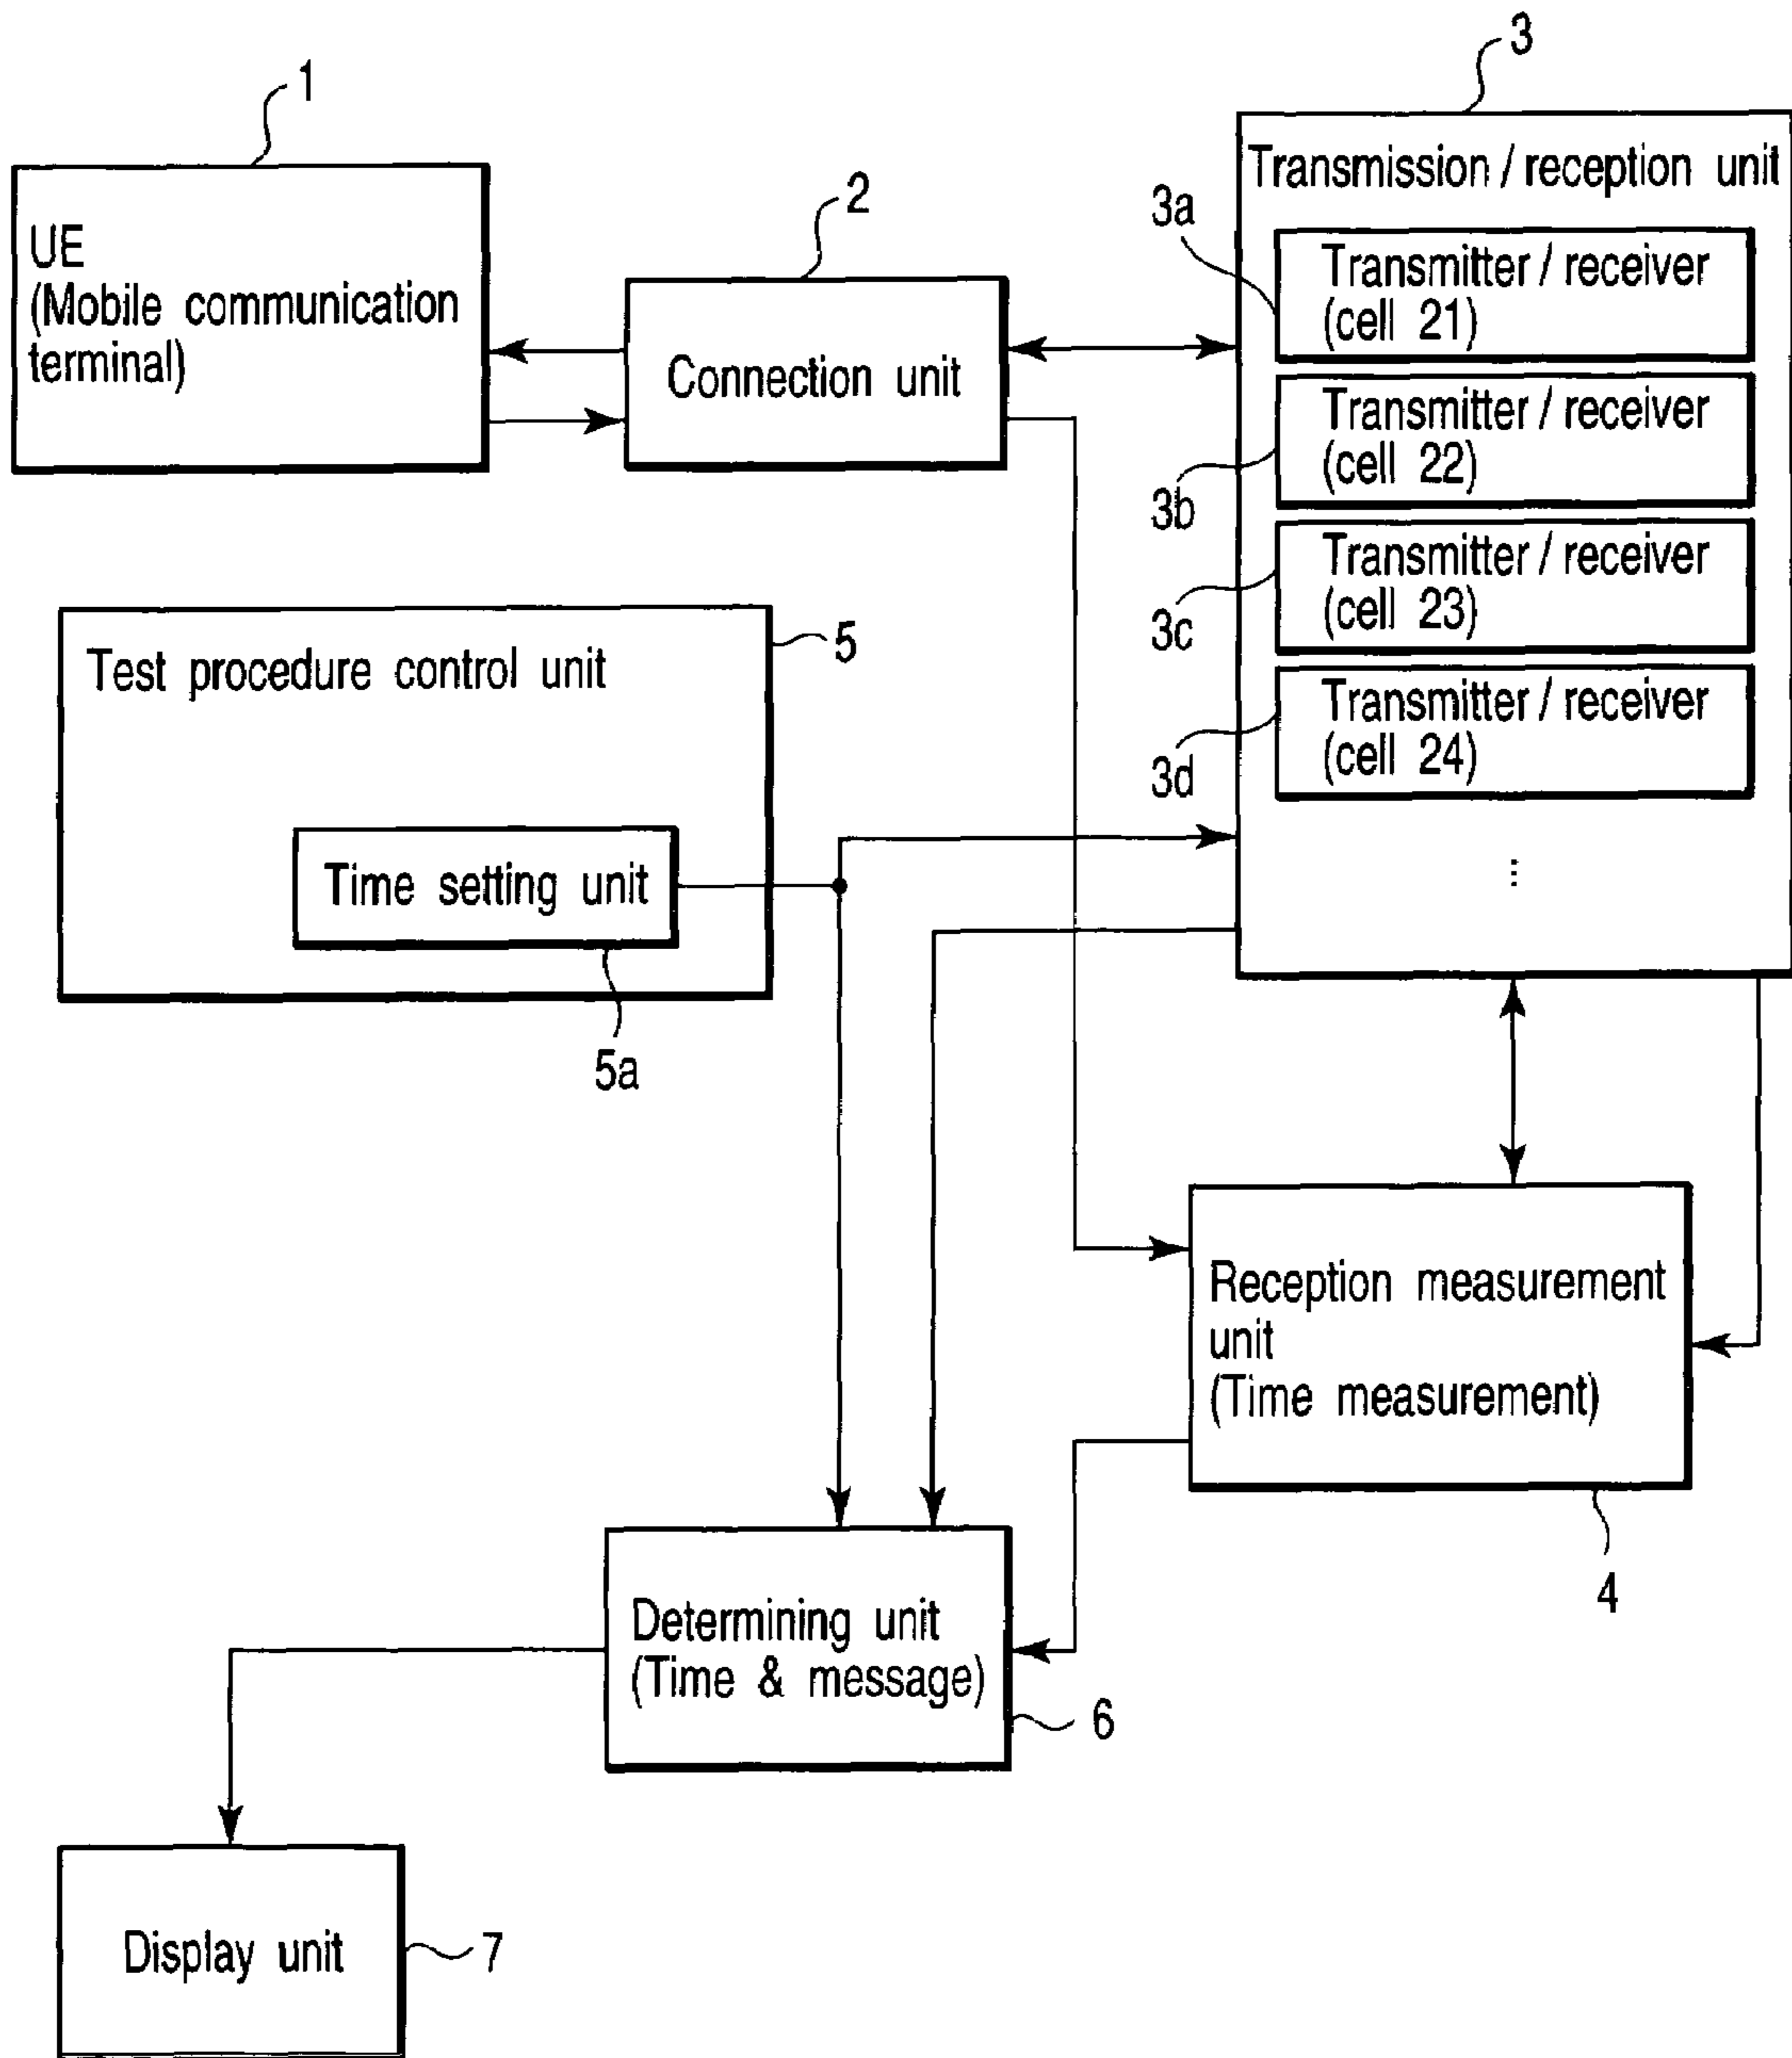 3
1
Transmission / reception unit
2
3a
UE
(Mobile communication
terminal)
Transmitter / receiver
(cell 21)
Connection unit
Transmitter / receiver
(cell 22)
3b
Transmitter / receiver
(cell 23)
3c
5
Test procedure control unit
Transmitter / receiver
(cell 24)
3d
Time setting unit
...
5a
Reception measurement
unit
(Time measurement)
4
Determining unit
(Time & message)
6
Display unit
7